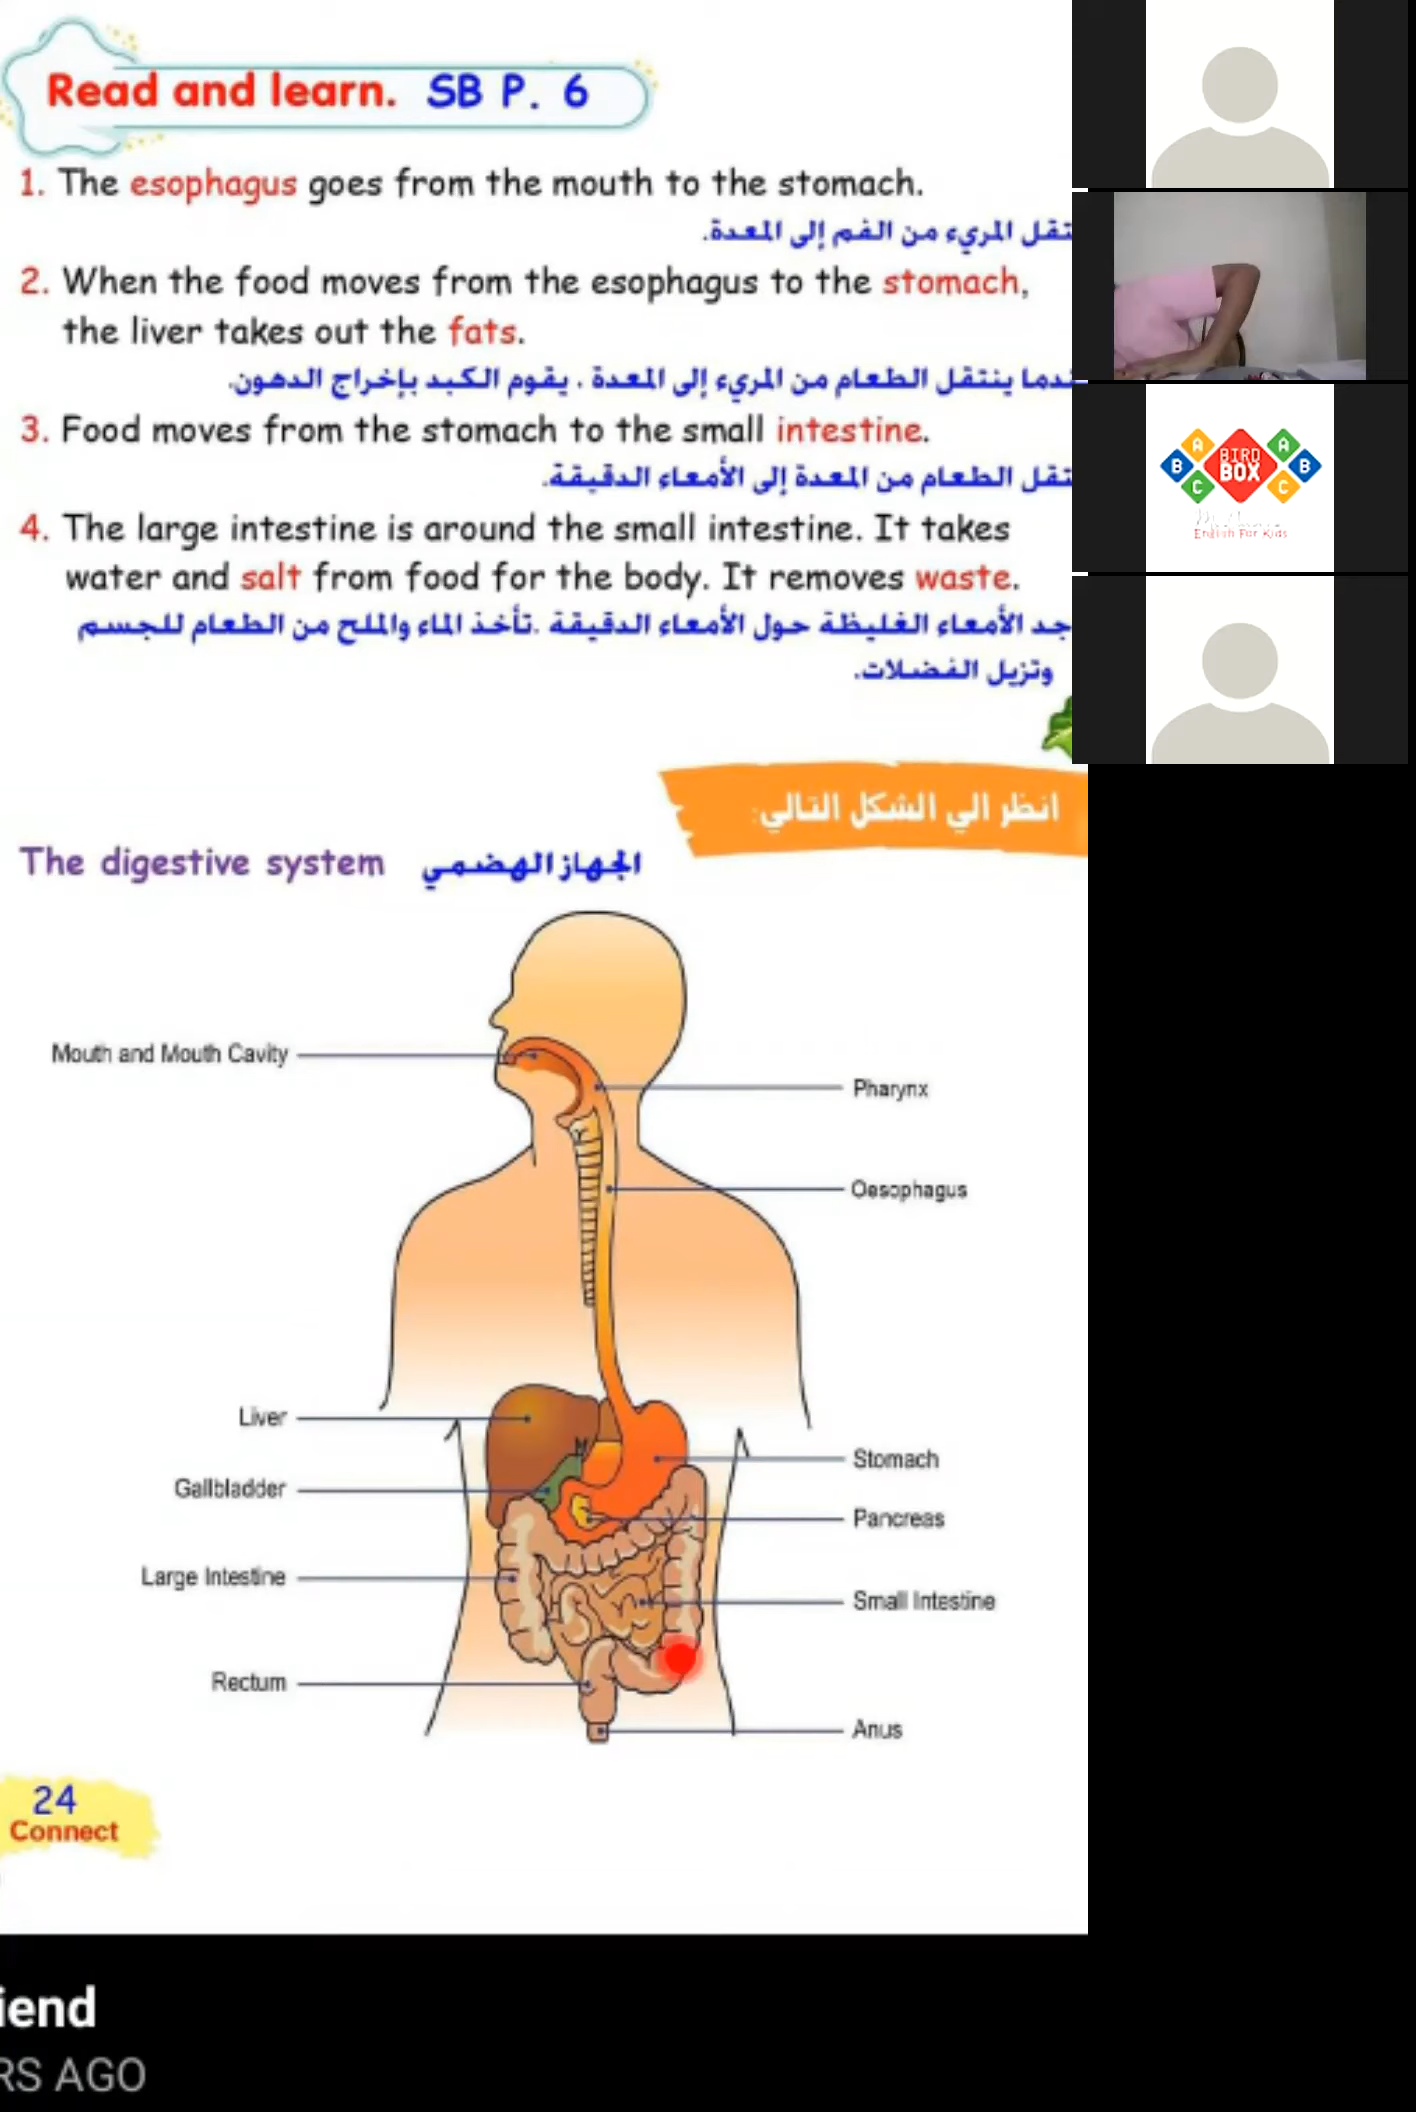 Read and learn. SB P. 6
1. The esophagus goes from the mouth to the stomach.
المريء من الفم إلى المعدة.
2. When the food moves from the esophagus to the stomach,
the liver takes out the fats.
ينتقل الطعام من المريء إلى المعدة ، يقوم الكبد بإخراج الدهون.
3. Food moves from the stomach to the small intestine.
الطعام من المعدة إلى الأمعاء الدقيقة.
4. The large intestine is around the small intestine. It takes
water and salt from food for the body. It removes waste.
الأمعاء الغليظة حول الأمعاء الدقيقة .تأخذ الماء والملح من الطعام للجسم
وتزيل الفضلات.
انظر الي الشكل التالي:
The digestive system الجهاز الهضمي
Mouth and Mouth Cavity
Pharynx
Oesophagus
Liver
Stomach
Gallbladder
Pancreas
Large Intestine
Small Intestine
Rectum
Anus
24
Connect
iend
RS AGO
A A
B BIRD BOX B
C C
English For Kids